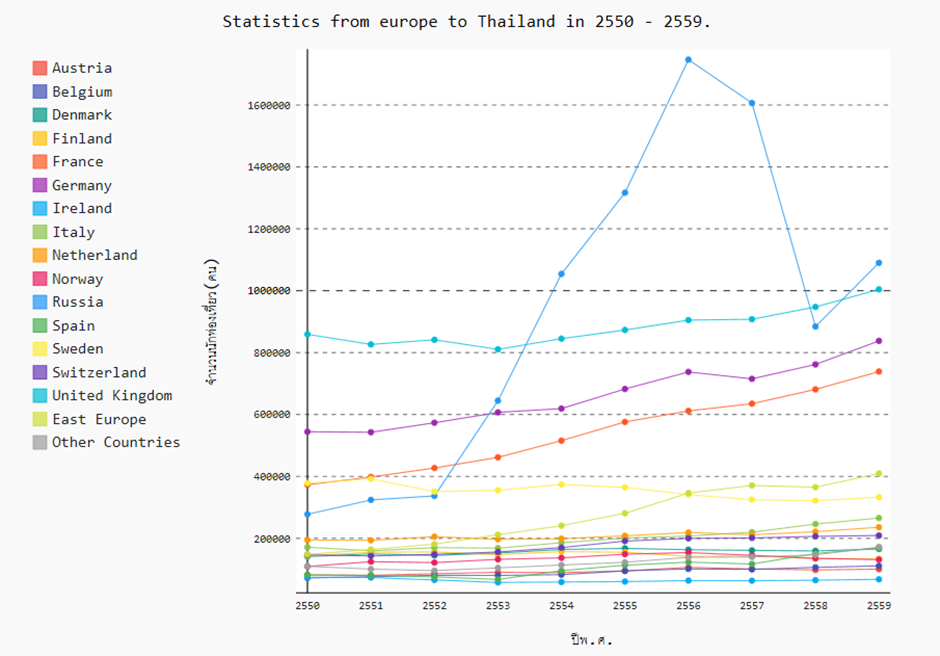 Statistics from europe to Thailand in 2550 - 2559.
Austria
Belgium
Denmark
Finland
France
Germany
Ireland
Italy
Netherland
Norway
Russia
Spain
Sweden
Switzerland
United Kingdom
East Europe
Other Countries
จำนวนนักท่องเที่ยว(คน)
1600000
1400000
1200000
1000000
800000
600000
400000
200000
2550 2551 2552 2553 2554 2555 2556 2557 2558 2559
ปีพ.ศ.